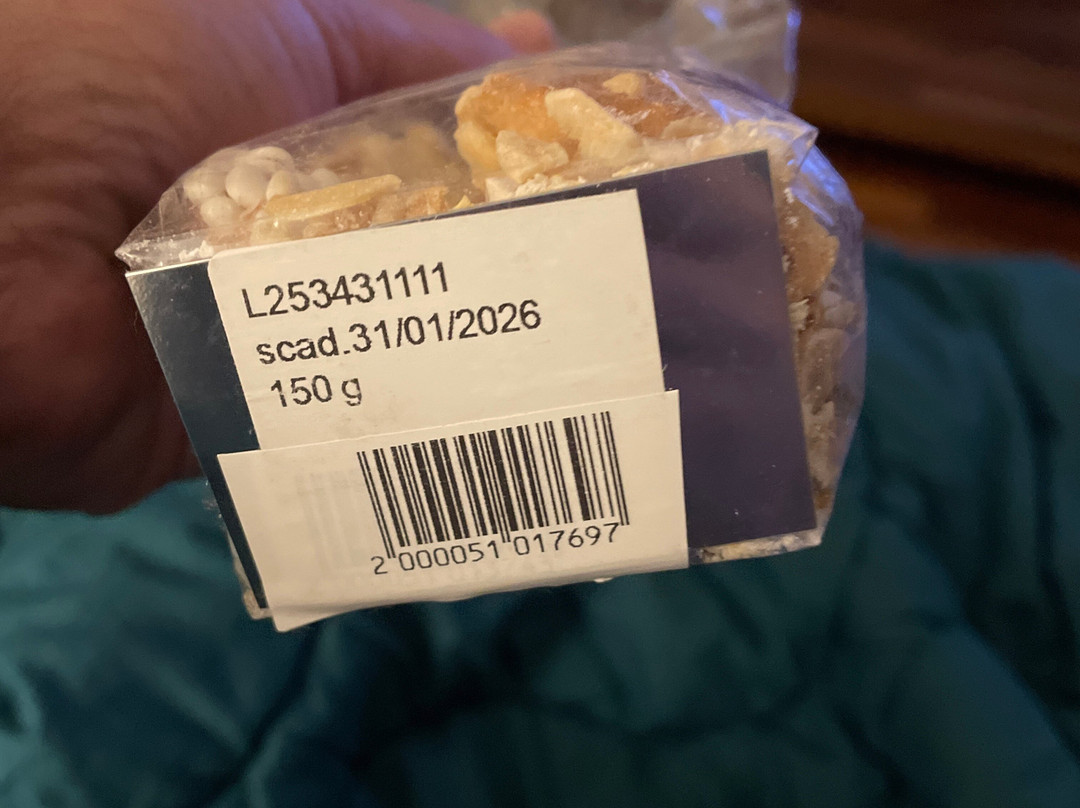 L253431111
scad.31/01/2026
150 g
2 000051 017697